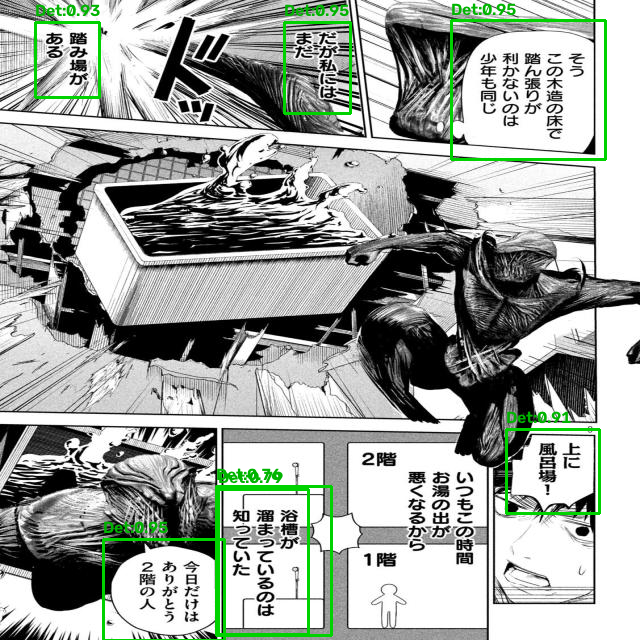 Det:0.95
そう
この木造の床で
踏ん張りが
利かないのは
少年も同じ
Det:0.95
だが私には
まだ
ドッ
Det:0.93
踏み場が
ある
Det:0.91
上に
風呂場！
いつもこの時間
お湯の出が
悪くなるから
2階
1階
Det:0.76
浴槽が
溜まっているのは
知っていた
Det:0.95
今日だけは
ありがとう
2階の人